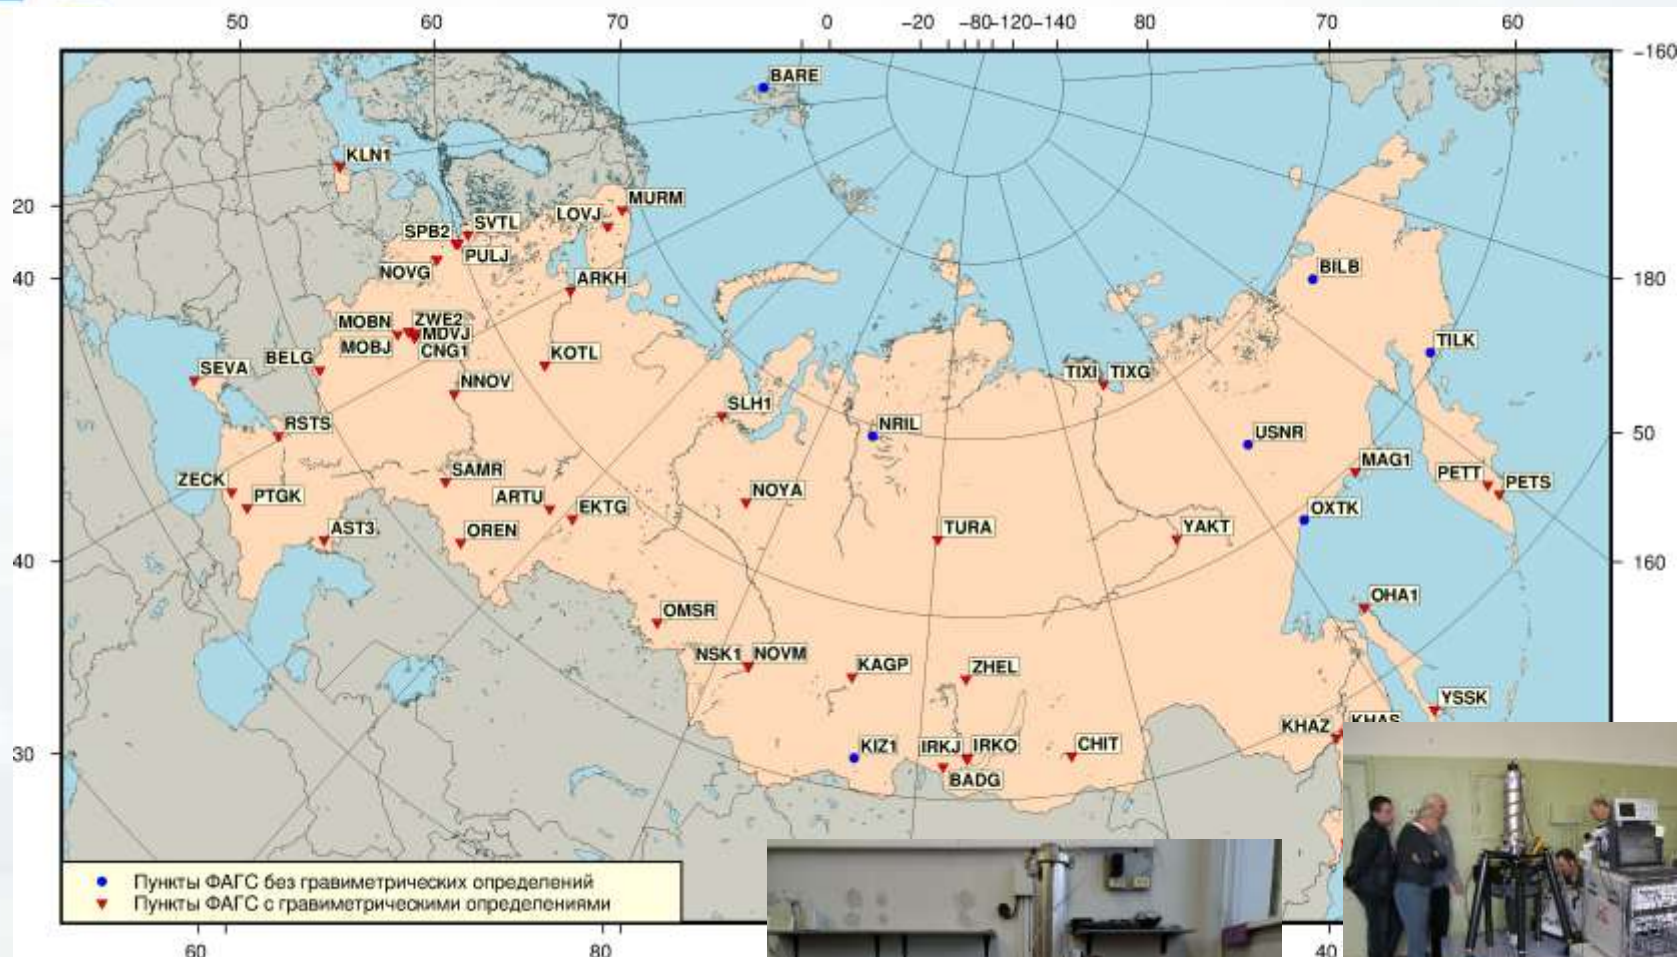 50 60 70 0 −20 −80 −120 −140 80 70 60
−160
BARE
KLN1
20
MURM
LOVJ
SVTL
SPB2
PULJ
NOVG
40
ARKH
BILB
180
MOBN
ZWE2
MDVJ
MOBJ
CNG1
KOTL
BELG
SEVA
NNOV
TILK
TIXI
TIXG
SLH1
RSTS
NRIL
USNR
50
SAMR
MAG1
ZECK
PTGK
ARTU
EKTG
NOYA
PETT
PETS
OXTK
AST3
OREN
TURA
YAKT
40
160
OMSR
OHA1
NSK1
NOVM
KAGP
ZHEL
YSSK
KHAZ
KHAS
30
KIZ1
IRKJ
IRKO
CHIT
BADG
Пункты ФАГС без гравиметрических определений
Пункты ФАГС с гравиметрическими определениями
60 80 40